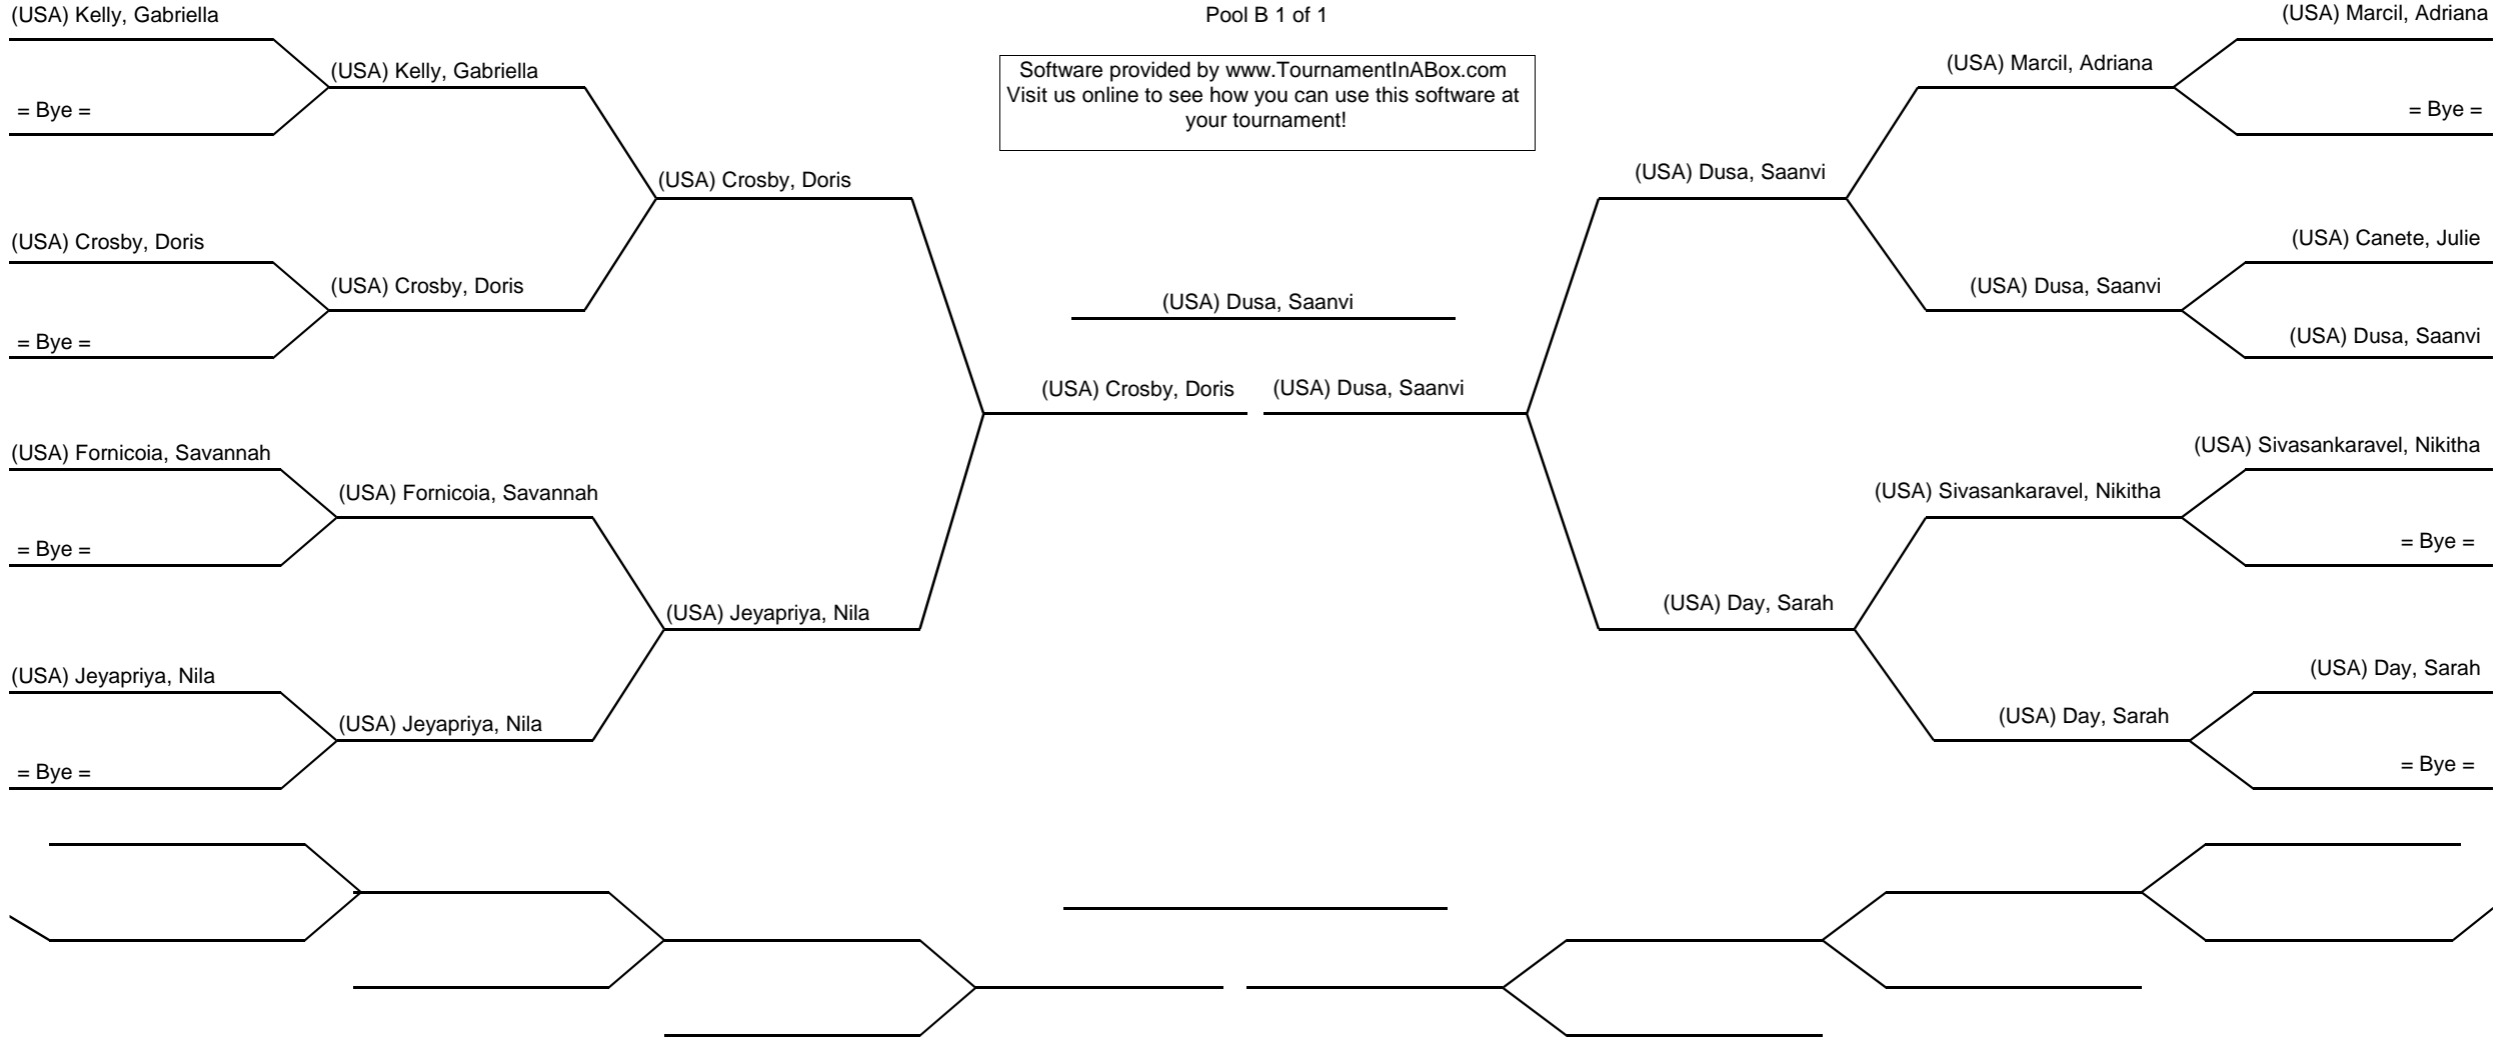 (USA) Kelly, Gabriella
Pool B 1 of 1
(USA) Marcil, Adriana
(USA) Kelly, Gabriella
Software provided by www.TournamentInABox.com
Visit us online to see how you can use this software at
your tournament!
(USA) Marcil, Adriana
= Bye =
= Bye =
(USA) Crosby, Doris
(USA) Dusa, Saanvi
(USA) Crosby, Doris
(USA) Canete, Julie
(USA) Crosby, Doris
(USA) Dusa, Saanvi
(USA) Dusa, Saanvi
= Bye =
(USA) Dusa, Saanvi
(USA) Crosby, Doris
(USA) Dusa, Saanvi
(USA) Fornicoia, Savannah
(USA) Sivasankaravel, Nikitha
(USA) Fornicoia, Savannah
(USA) Sivasankaravel, Nikitha
= Bye =
= Bye =
(USA) Jeyapriya, Nila
(USA) Day, Sarah
(USA) Jeyapriya, Nila
(USA) Day, Sarah
(USA) Jeyapriya, Nila
(USA) Day, Sarah
= Bye =
= Bye =